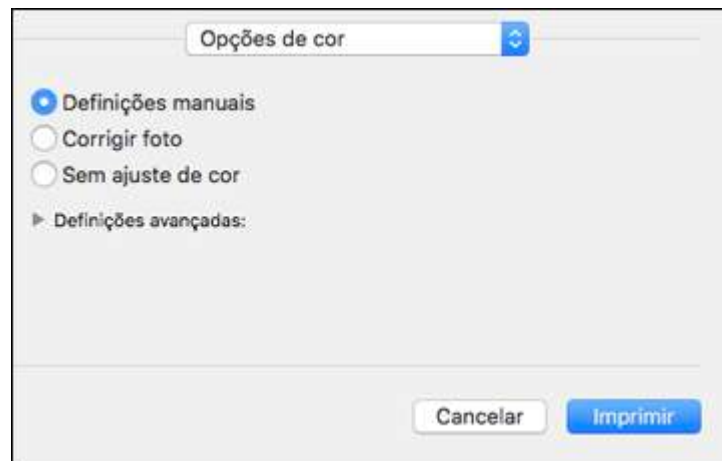 Opções de cor
Definições manuais
Corrigir foto
Sem ajuste de cor
Definições avançadas:
Cancelar Imprimir